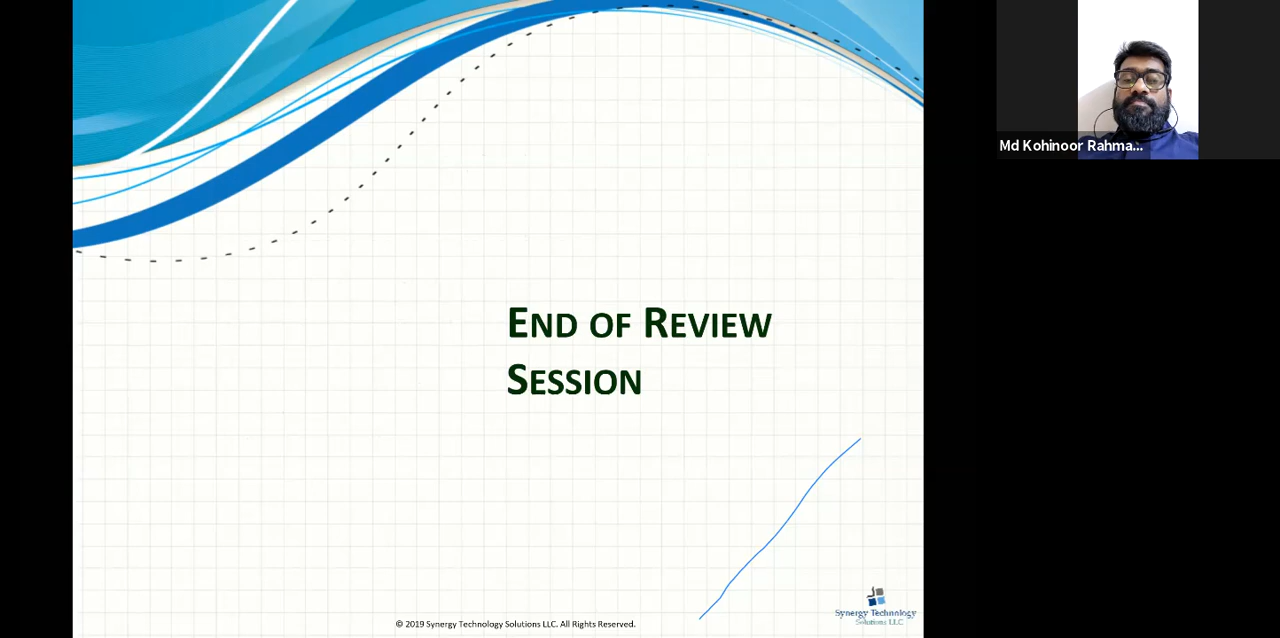 Md Kohinoor Rahma...
END OF REVIEW
SESSION
Synergy Technology
Solutions LLC
© 2019 Synergy Technology Solutions LLC. All Rights Reserved.